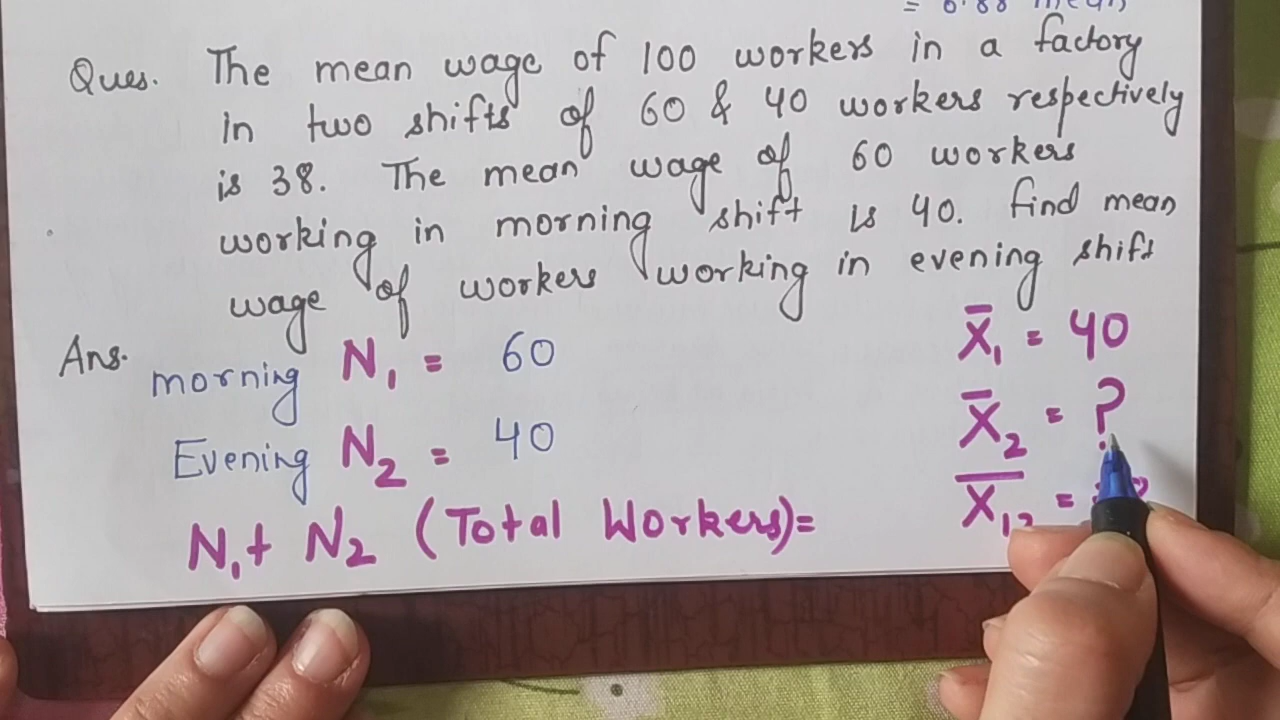 Ques. The mean wage of 100 workers in a factory
in two shifts of 60 & 40 workers respectively
is 38. The mean wage of 60 workers
working in morning shift is 40. find mean
wage of workers working in evening shift
Ans. morning N₁ = 60 X̄₁ = 40
Evening N₂ = 40 X̄₂ = ?
N₁+ N₂ (Total Workers)= X̄₁₂ =